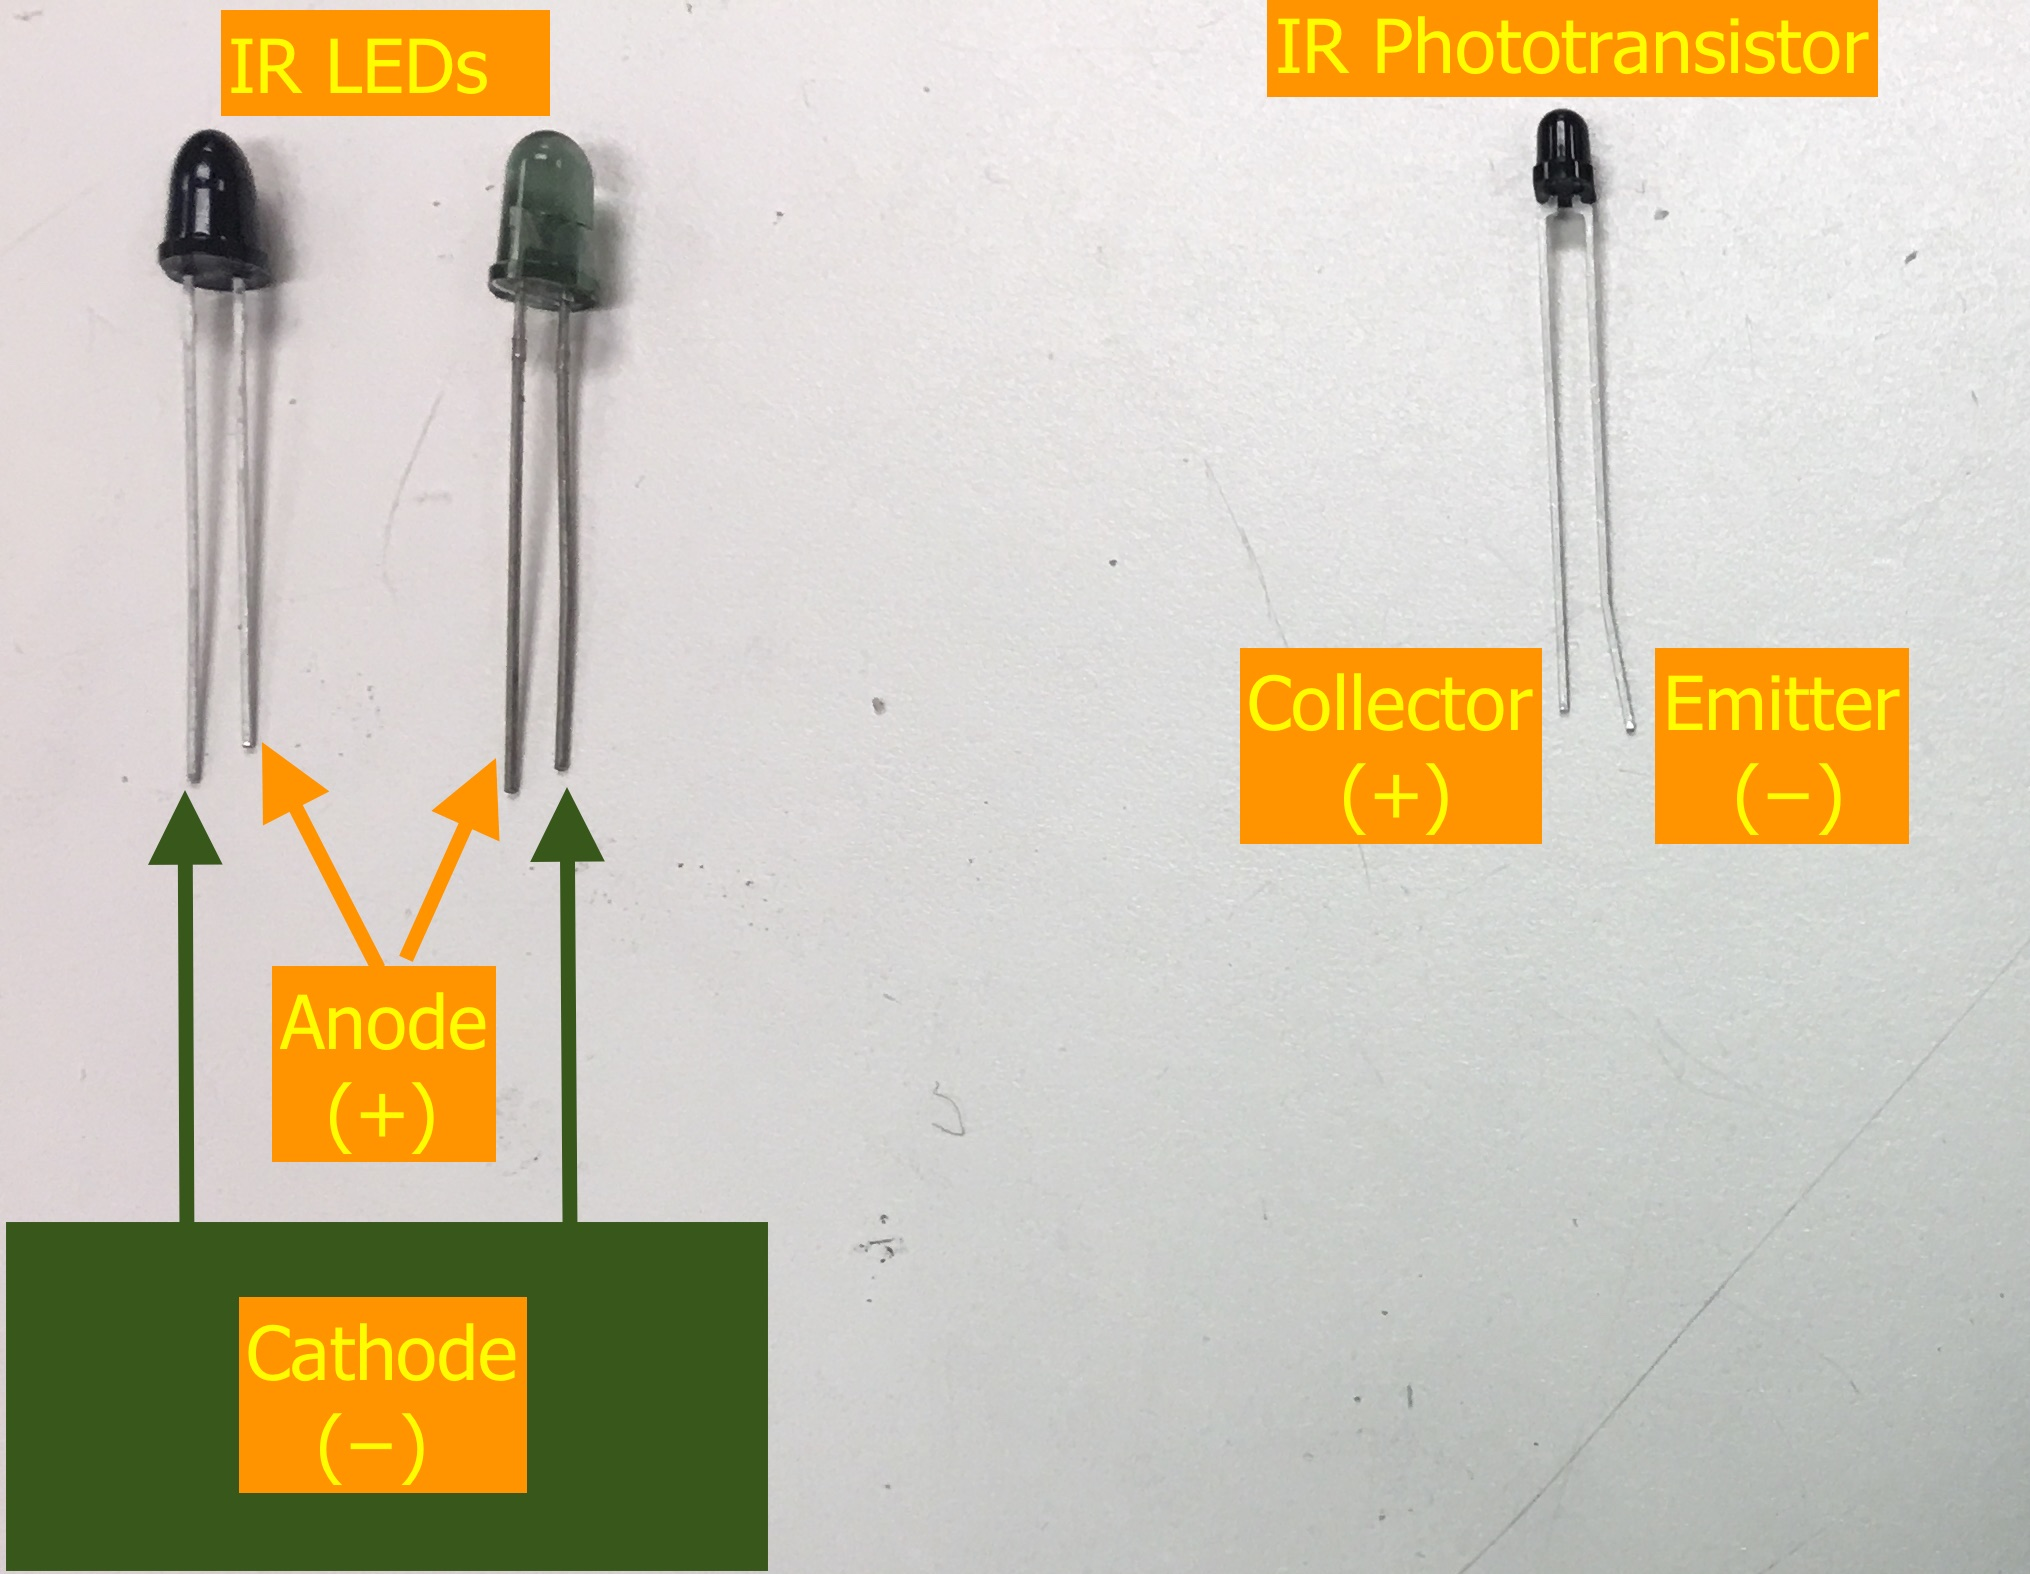 IR LEDs
IR Phototransistor
Collector
(+)
Emitter
(−)
Anode
(+)
Cathode
(−)